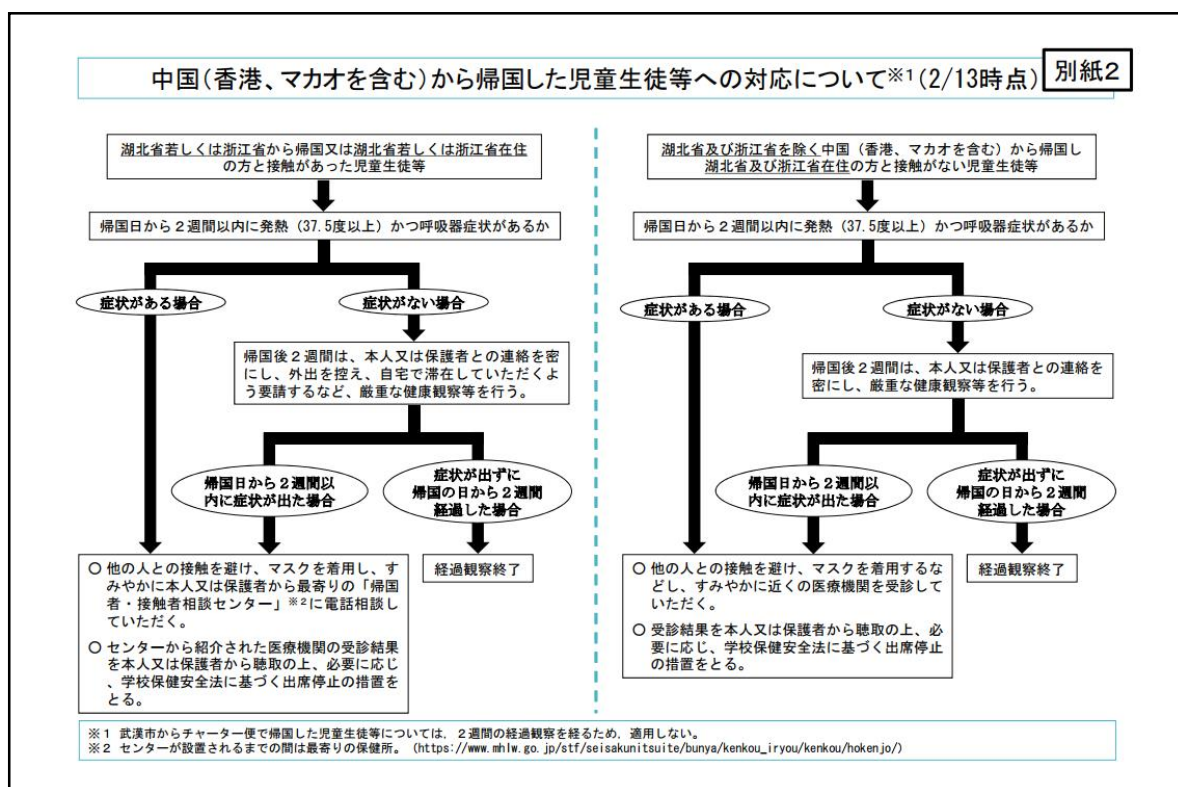 中国(香港、マカオを含む)から帰国した児童生徒等への対応について※1(2/13時点)
別紙2
湖北省若しくは浙江省から帰国又は湖北省若しくは浙江省在住
の方と接触があった児童生徒等
帰国日から2週間以内に発熱(37.5度以上)かつ呼吸器症状があるか
症状がある場合
症状がない場合
帰国後2週間は、本人又は保護者との連絡を密
にし、外出を控え、自宅で滞在していただくよ
う要請するなど、厳重な健康観察等を行う。
帰国日から2週間以
内に症状が出た場合
症状が出ずに
帰国の日から2週間
経過した場合
○ 他の人との接触を避け、マスクを着用し、す
みやかに本人又は保護者から最寄りの「帰国
者・接触者相談センター」※2に電話相談し
ていただく。
○ センターから紹介された医療機関の受診結果
を本人又は保護者から聴取の上、必要に応じ
、学校保健安全法に基づく出席停止の措置を
とる。
経過観察終了
湖北省及び浙江省を除く中国(香港、マカオを含む)から帰国し
湖北省及び浙江省在住の方と接触がない児童生徒等
帰国日から2週間以内に発熱(37.5度以上)かつ呼吸器症状があるか
症状がある場合
症状がない場合
帰国後2週間は、本人又は保護者との連絡を
密にし、厳重な健康観察等を行う。
帰国日から2週間以
内に症状が出た場合
症状が出ずに
帰国の日から2週間
経過した場合
○ 他の人との接触を避け、マスクを着用するな
どし、すみやかに近くの医療機関を受診し
ていただく。
○ 受診結果を本人又は保護者から聴取の上、必
要に応じ、学校保健安全法に基づく出席停止
の措置をとる。
経過観察終了
※1 武漢市からチャーター便で帰国した児童生徒等については、2週間の経過観察を経るため、適用しない。
※2 センターが設置されるまでの間は最寄りの保健所。(https://www.mhlw.go.jp/stf/seisakunitsuite/bunya/kenkou_iryou/kenkou/hokenjo/)